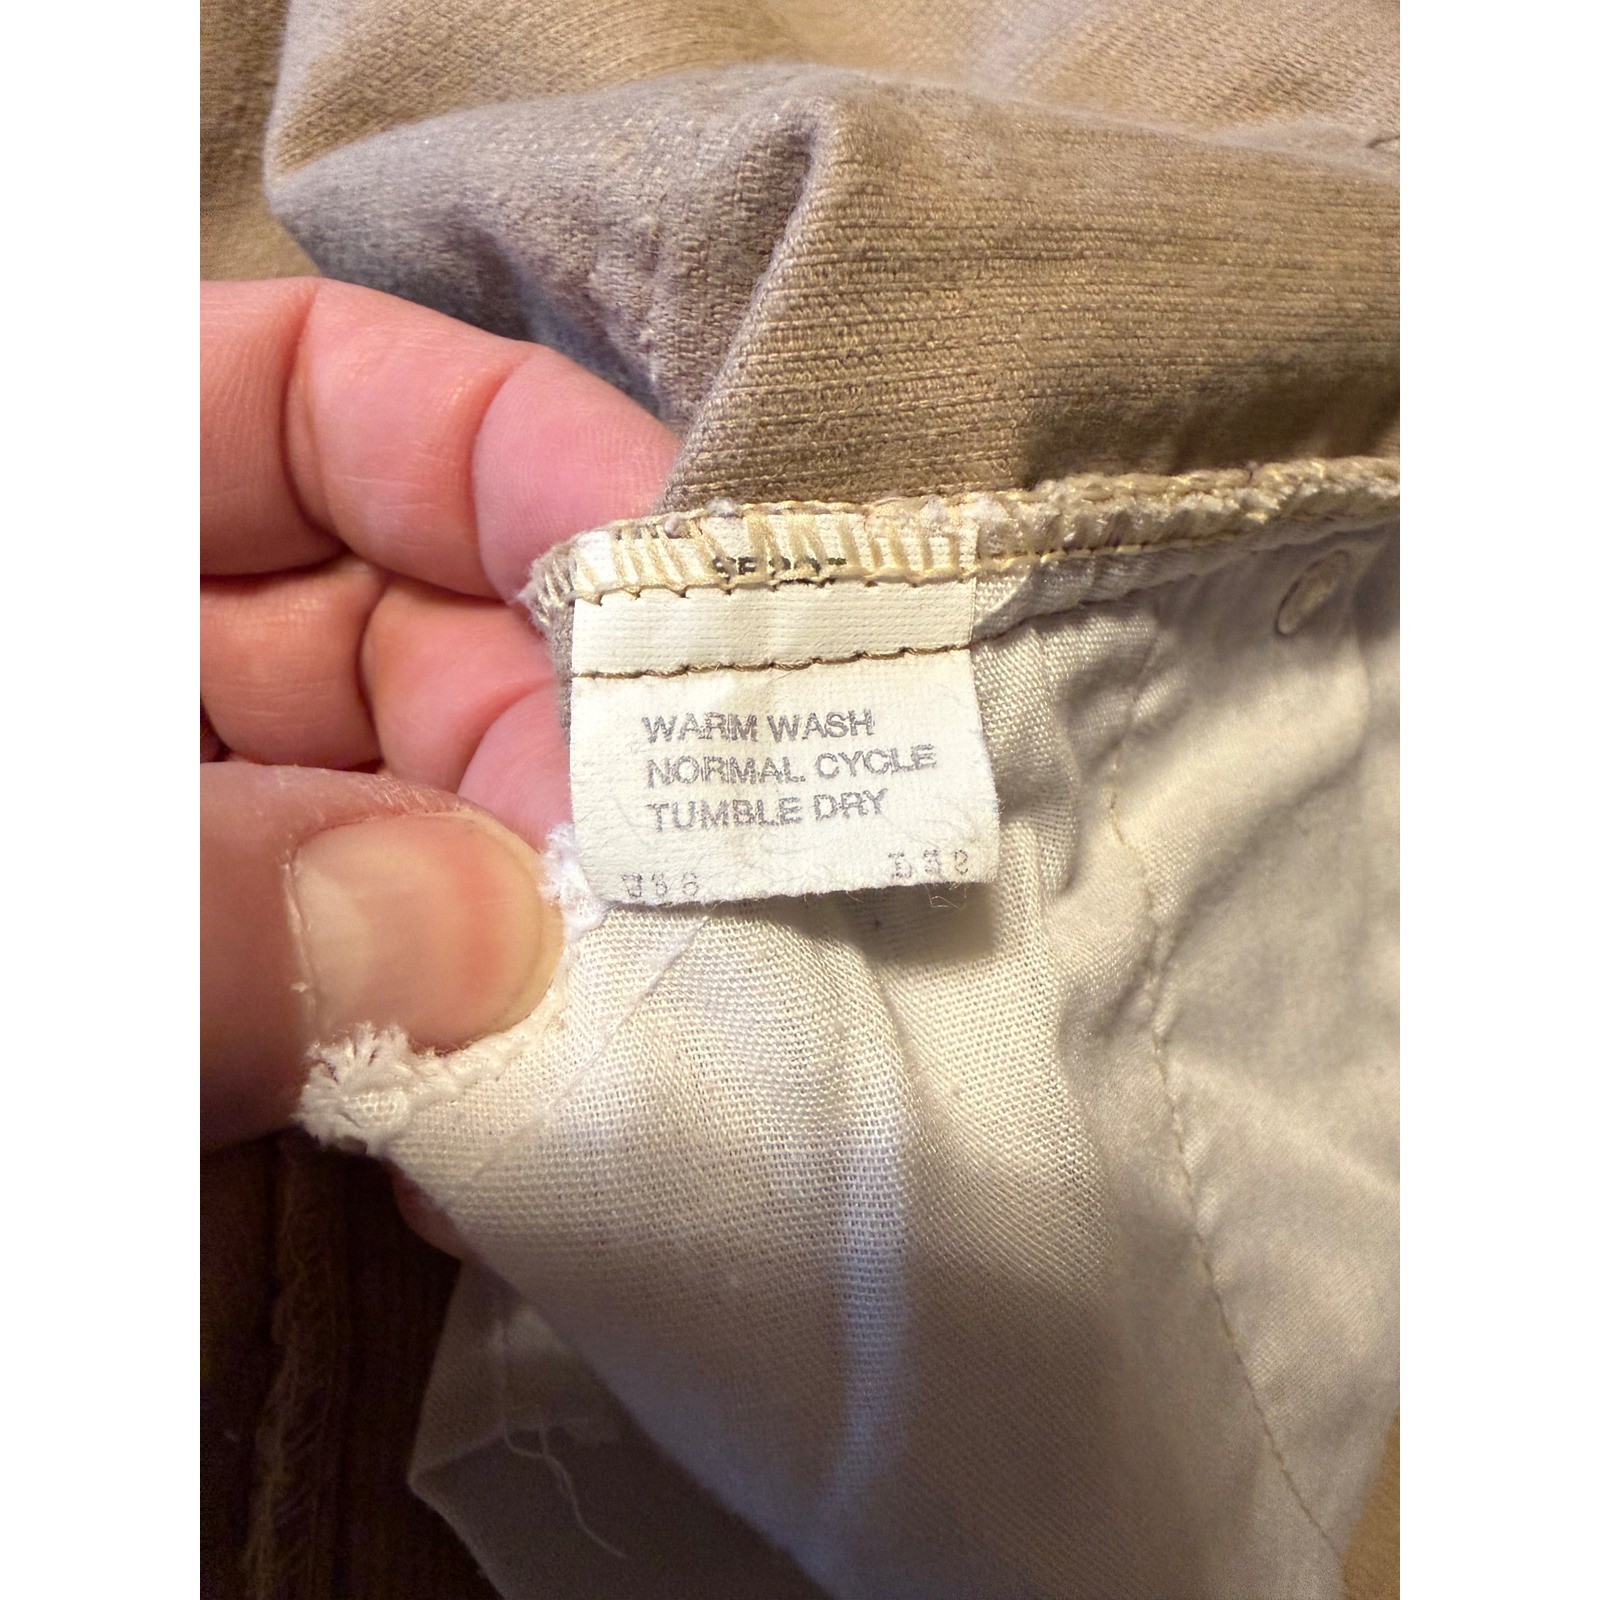 WARM WASH
NORMAL CYCLE
TUMBLE DRY